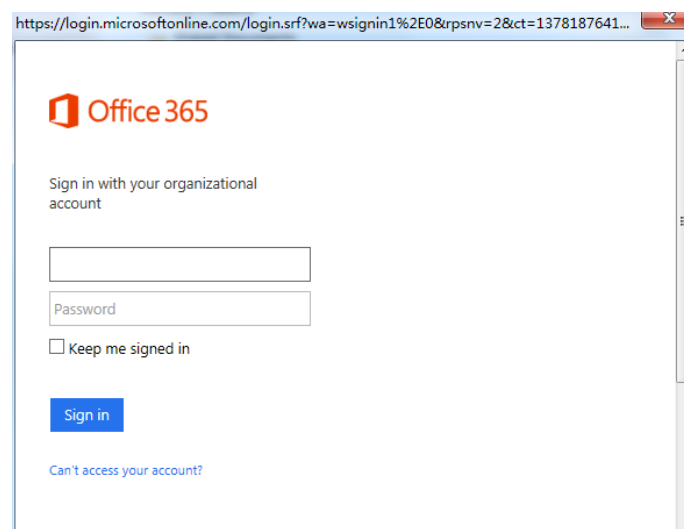 https://login.microsoftonline.com/login.srf?wa=wsignin1%2E0&rpsnv=2&ct=1378187641...
Office 365
Sign in with your organizational
account
Password
Keep me signed in
Sign in
Can't access your account?